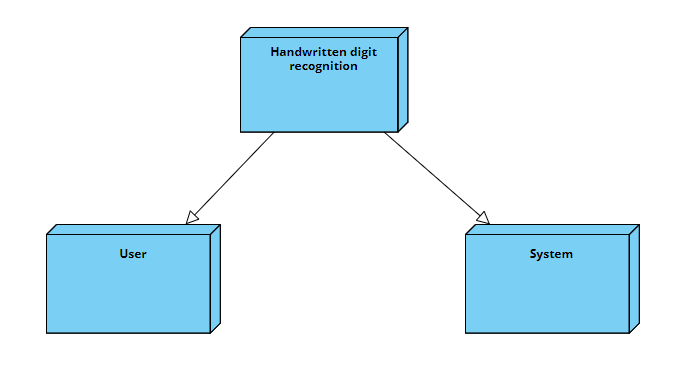 Handwritten digit
recognition
User
System